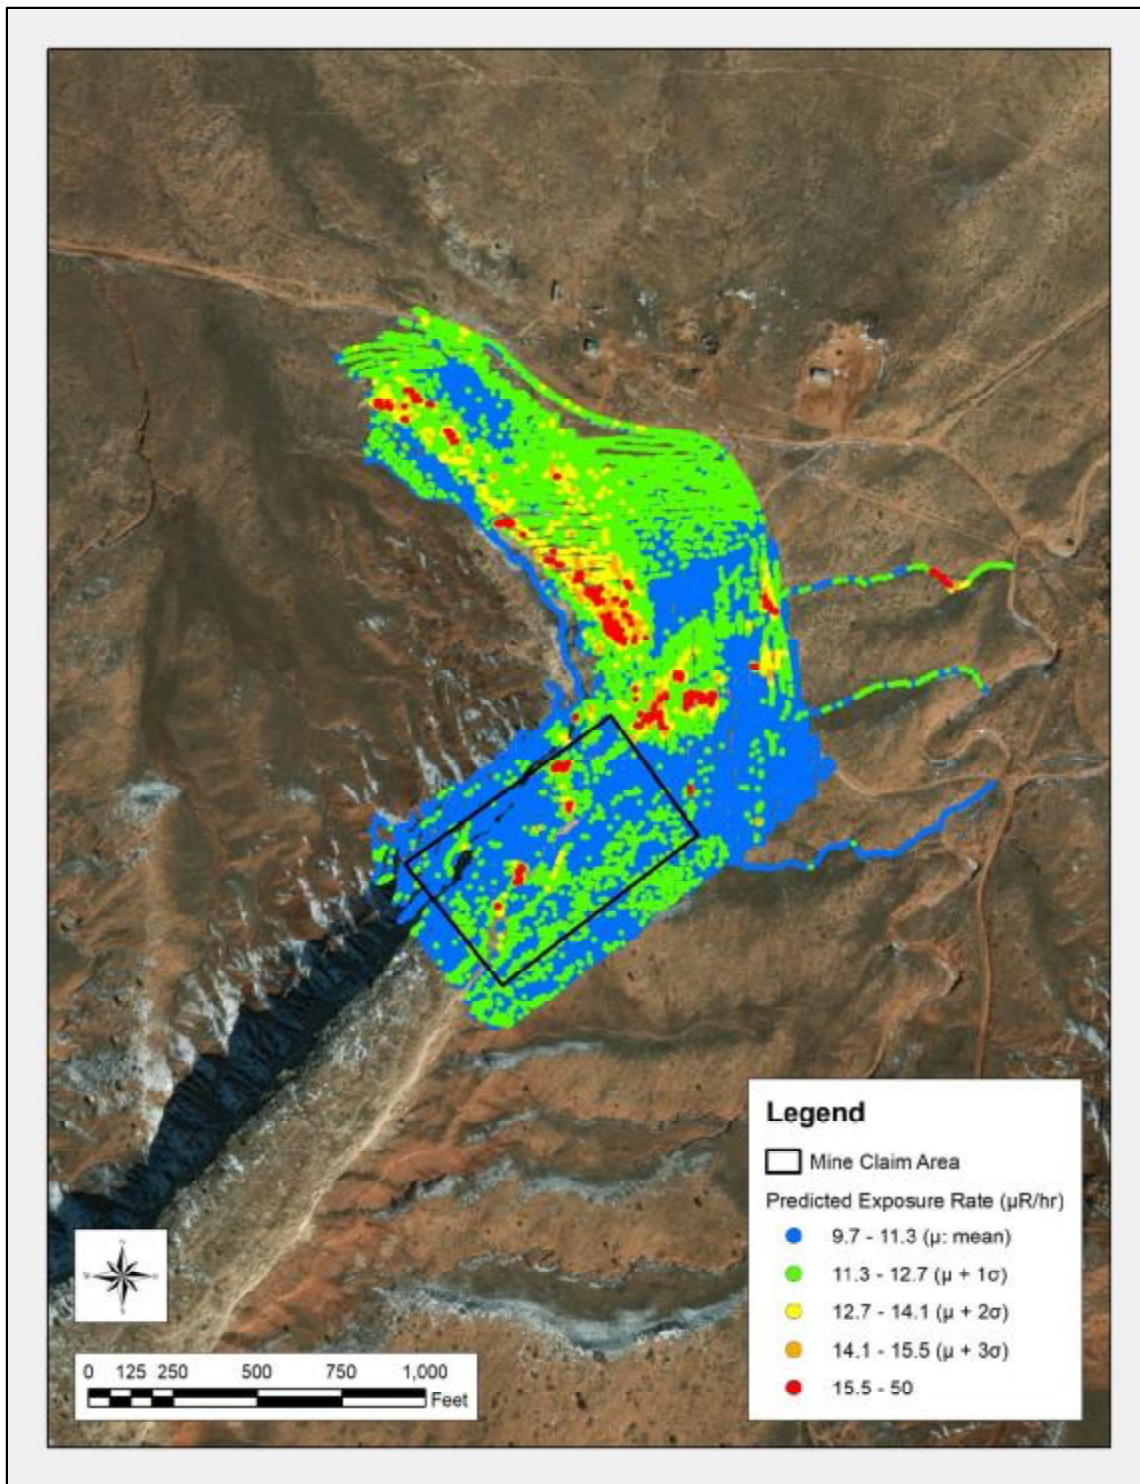 Legend
Mine Claim Area
Predicted Exposure Rate (µR/hr)
9.7 - 11.3 (µ: mean)
11.3 - 12.7 (µ + 1σ)
12.7 - 14.1 (µ + 2σ)
14.1 - 15.5 (µ + 3σ)
15.5 - 50
N
S
0 125 250 500 750 1,000
Feet